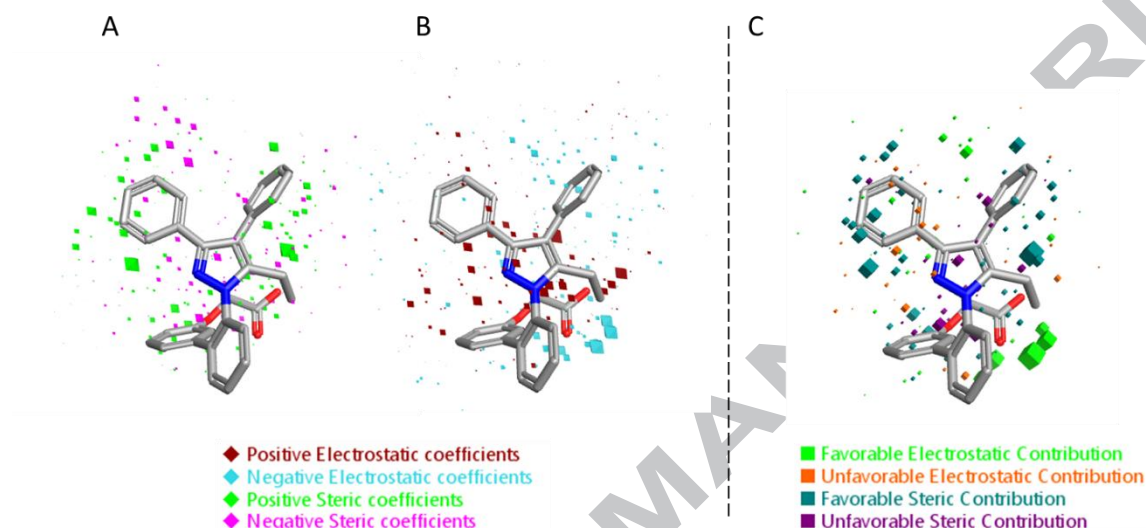 A
B
C
Positive Electrostatic coefficients
Negative Electrostatic coefficients
Positive Steric coefficients
Negative Steric coefficients
Favorable Electrostatic Contribution
Unfavorable Electrostatic Contribution
Favorable Steric Contribution
Unfavorable Steric Contribution